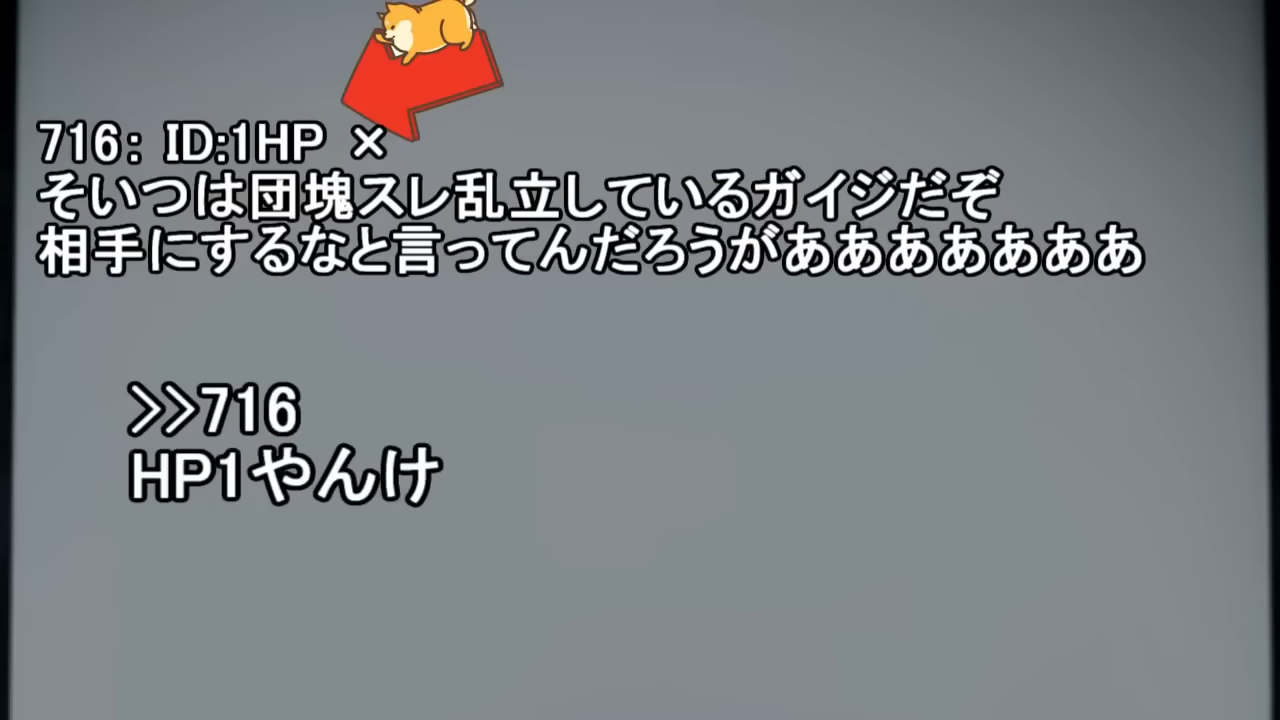 716: ID:1HP ×
そいつは団塊スレ乱立しているガイジだぞ
相手にするなと言ってんだろうがあああああああ
>>716
HP1やんけ